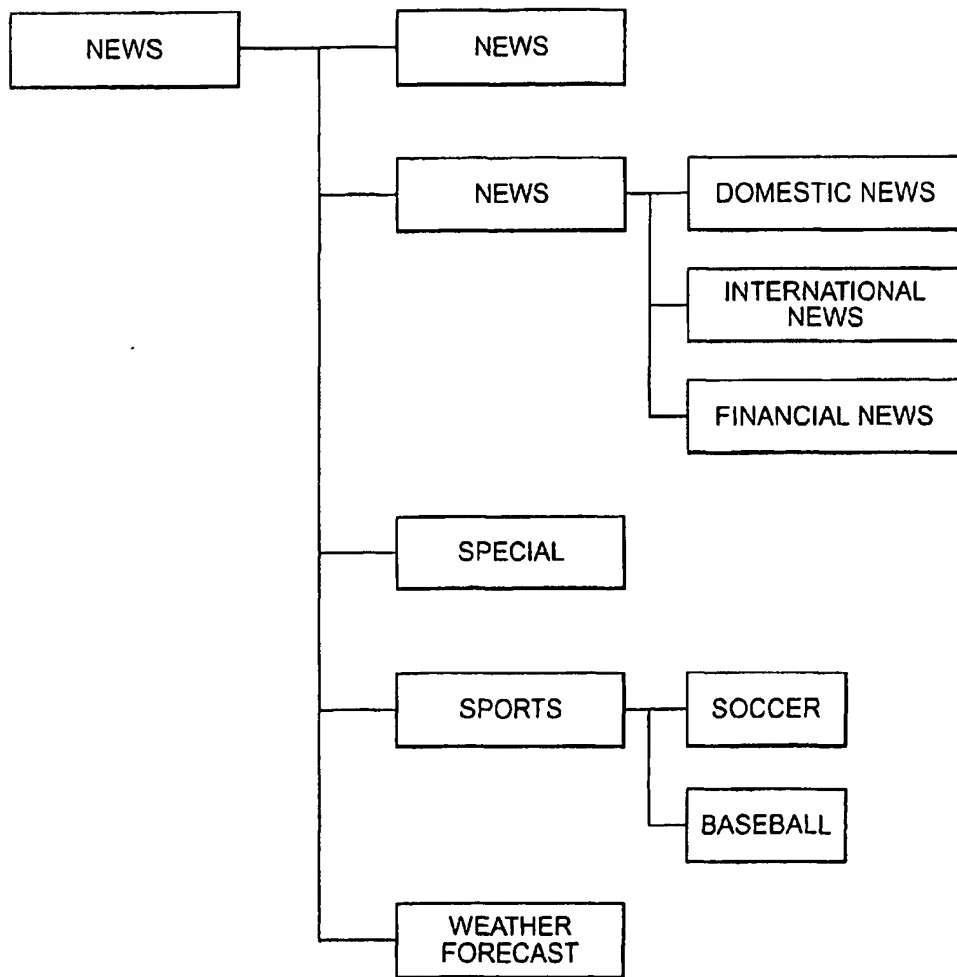 NEWS
NEWS
NEWS
DOMESTIC NEWS
INTERNATIONAL
NEWS
FINANCIAL NEWS
SPECIAL
SPORTS
SOCCER
BASEBALL
WEATHER
FORECAST